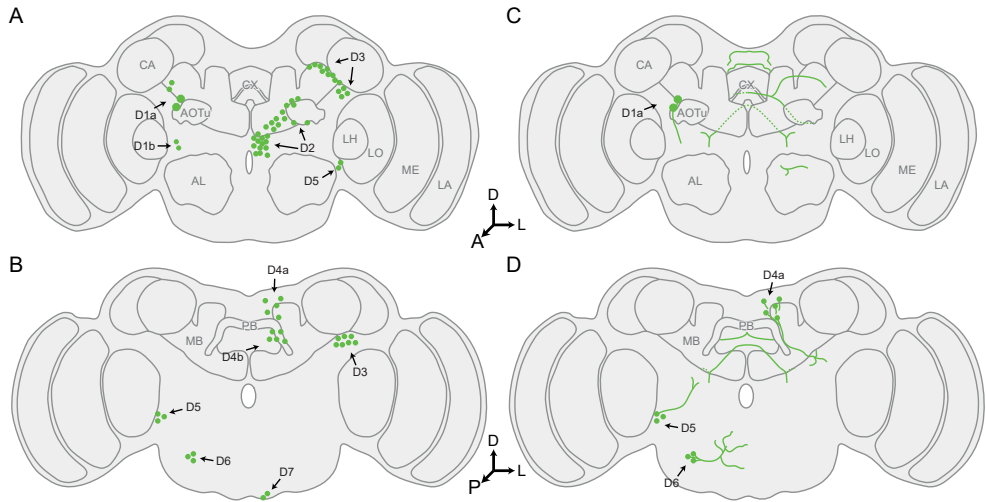 A
CA
D1a
AOTu
D1b
CX
D3
D2
LH
LO
D5
AL
ME
LA
D
L
A
C
CA
D1a
AOTu
CX
LH
LO
AL
ME
LA
B
D4a
PB
MB
D4b
D3
D5
D6
D7
D
L
P
D
D4a
PB
MB
D5
D6